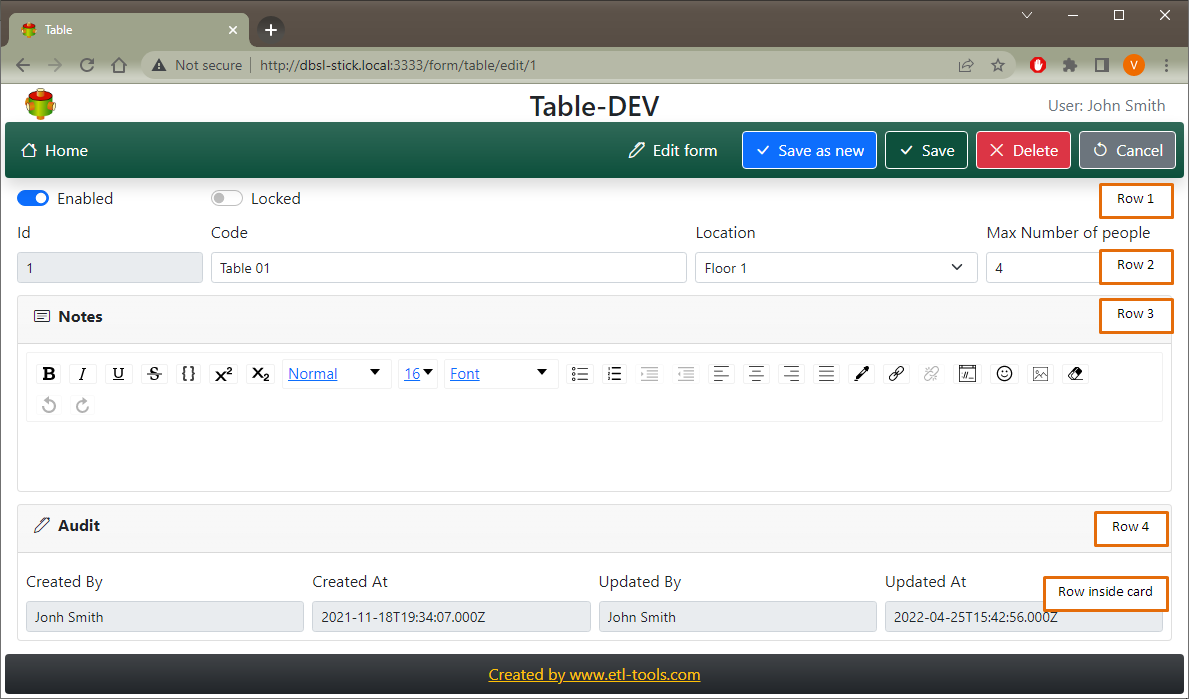 Table
Not secure http://dbsl-stick.local:3333/form/table/edit/1 V
Table-DEV User: John Smith
Home Edit form Save as new Save Delete Cancel
Enabled Locked Row 1
Id Code Location Max Number of people
1 Table 01 Floor 1 4 Row 2
Notes Row 3
B I U S {} X² X₂ Normal 16 Font
Audit Row 4
Created By Created At Updated By Updated At
Row inside card
Jonh Smith 2021-11-18T19:34:07.000Z John Smith 2022-04-25T15:42:56.000Z
Created by www.etl-tools.com